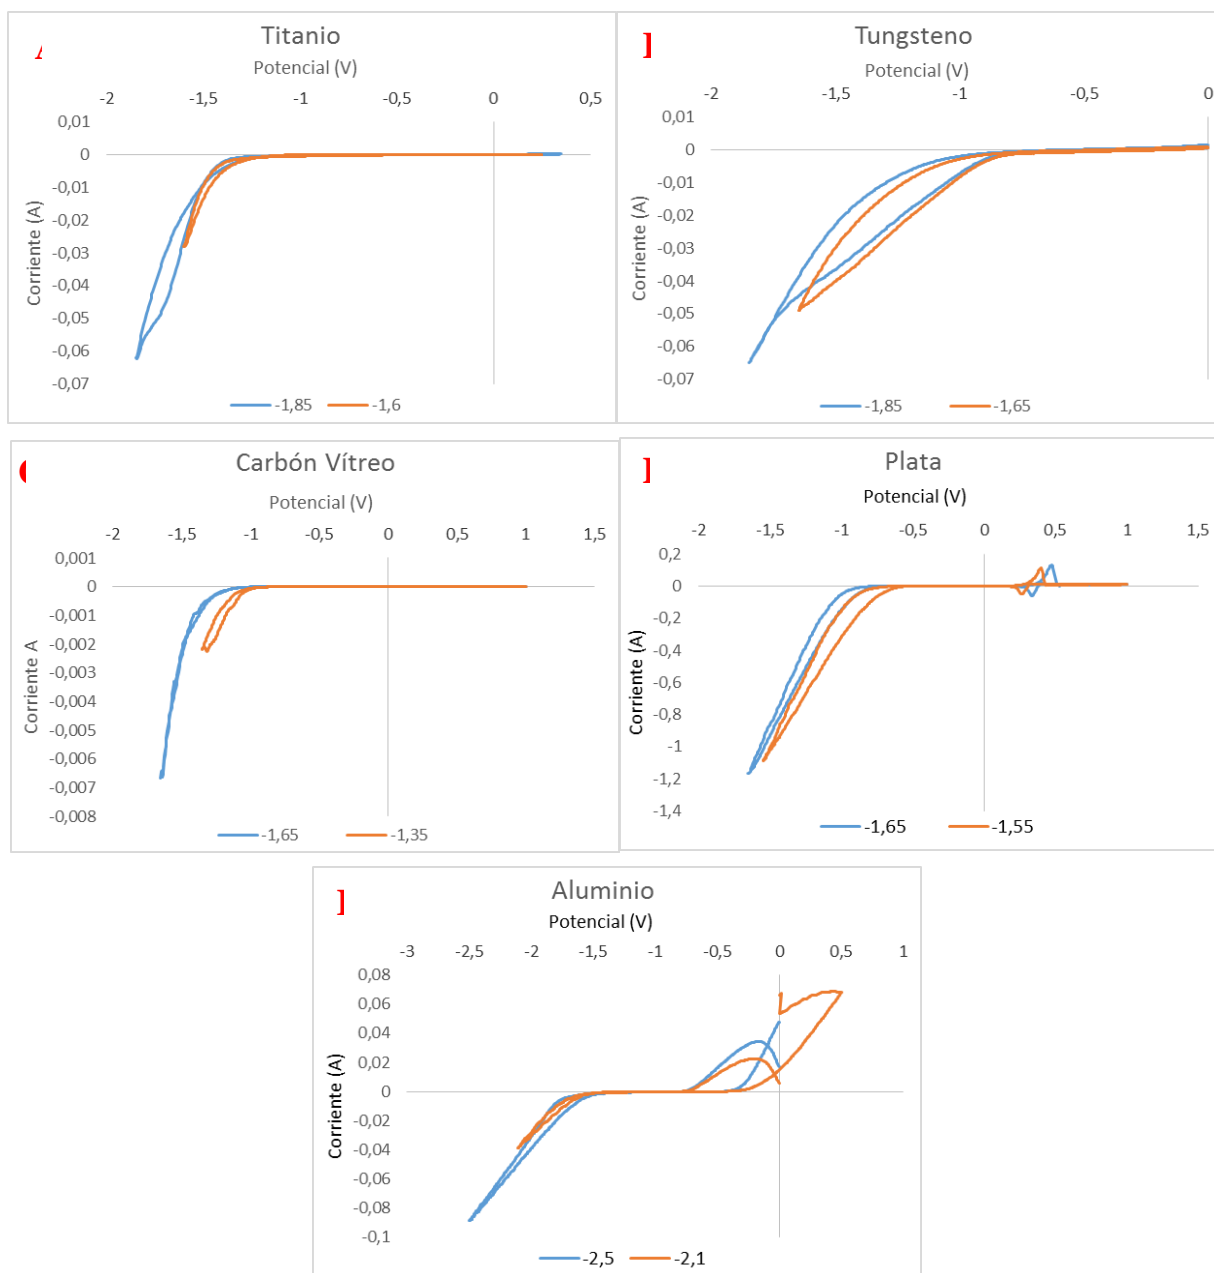 Titanio
Potencial (V)
-2 -1,5 -1 -0,5 0 0,5
0,01
0
-0,01
-0,02
-0,03
-0,04
-0,05
-0,06
-0,07
Corriente (A)
-1,85 -1,6
Tungsteno
Potencial (V)
-2 -1,5 -1 -0,5 0
0,01
0
-0,01
-0,02
-0,03
-0,04
-0,05
-0,06
-0,07
Corriente (A)
-1,85 -1,65
Carbón Vítreo
Potencial (V)
-2 -1,5 -1 -0,5 0 0,5 1 1,5
0,001
0
-0,001
-0,002
-0,003
-0,004
-0,005
-0,006
-0,007
-0,008
Corriente A
-1,65 -1,35
Plata
Potencial (V)
-2 -1,5 -1 -0,5 0 0,5 1 1,5
0,2
0
-0,2
-0,4
-0,6
-0,8
-1
-1,2
-1,4
Corriente (A)
-1,65 -1,55
Aluminio
Potencial (V)
-3 -2,5 -2 -1,5 -1 -0,5 0 0,5 1
0,08
0,06
0,04
0,02
0
-0,02
-0,04
-0,06
-0,08
-0,1
Corriente (A)
-2,5 -2,1